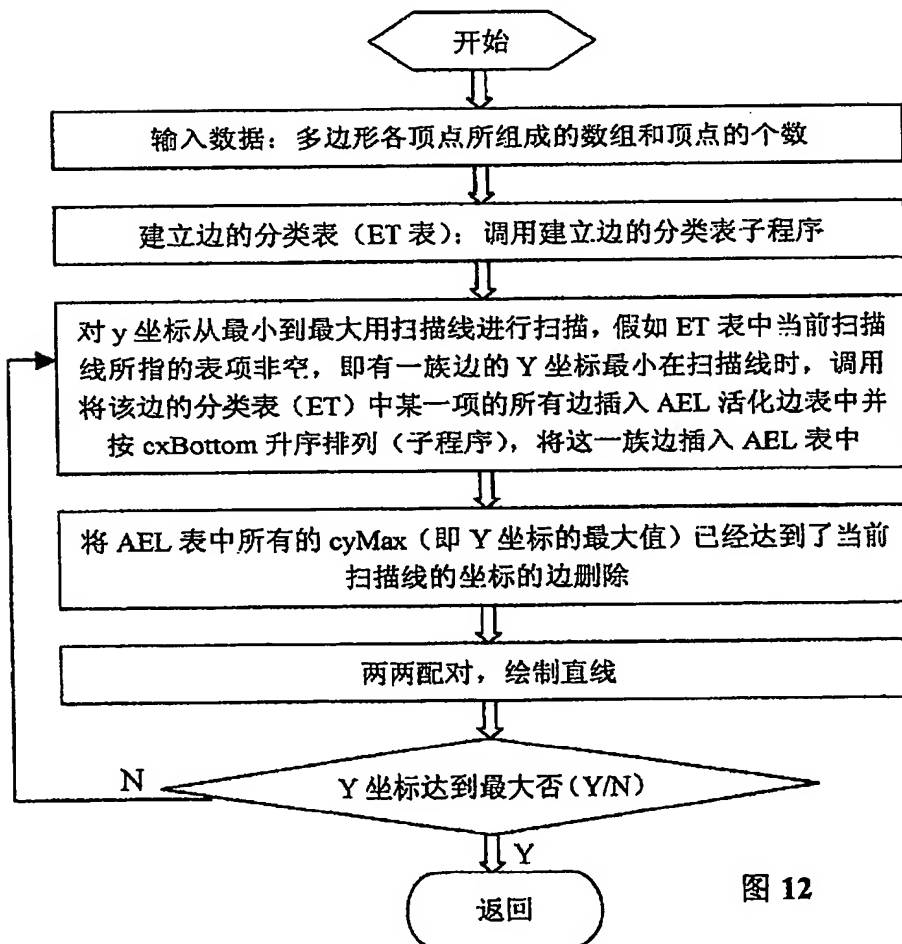 开始
输入数据：多边形各顶点所组成的数组和顶点的个数
建立边的分类表（ET 表）；调用建立边的分类表子程序
对 y 坐标从最小到最大用扫描线进行扫描，假如 ET 表中当前扫描
线所指的表项非空，即有一族边的 Y 坐标最小在扫描线时，调用
将该边的分类表（ET）中某一项的所有边插入 AEL 活化边表中并
按 cxBottom 升序排列（子程序），将这一族边插入 AEL 表中
将 AEL 表中所有的 cyMax（即 Y 坐标的最大值）已经达到了当前
扫描线的坐标的边删除
两两配对，绘制直线
N
Y 坐标达到最大否（Y/N）
Y
返回
图 12